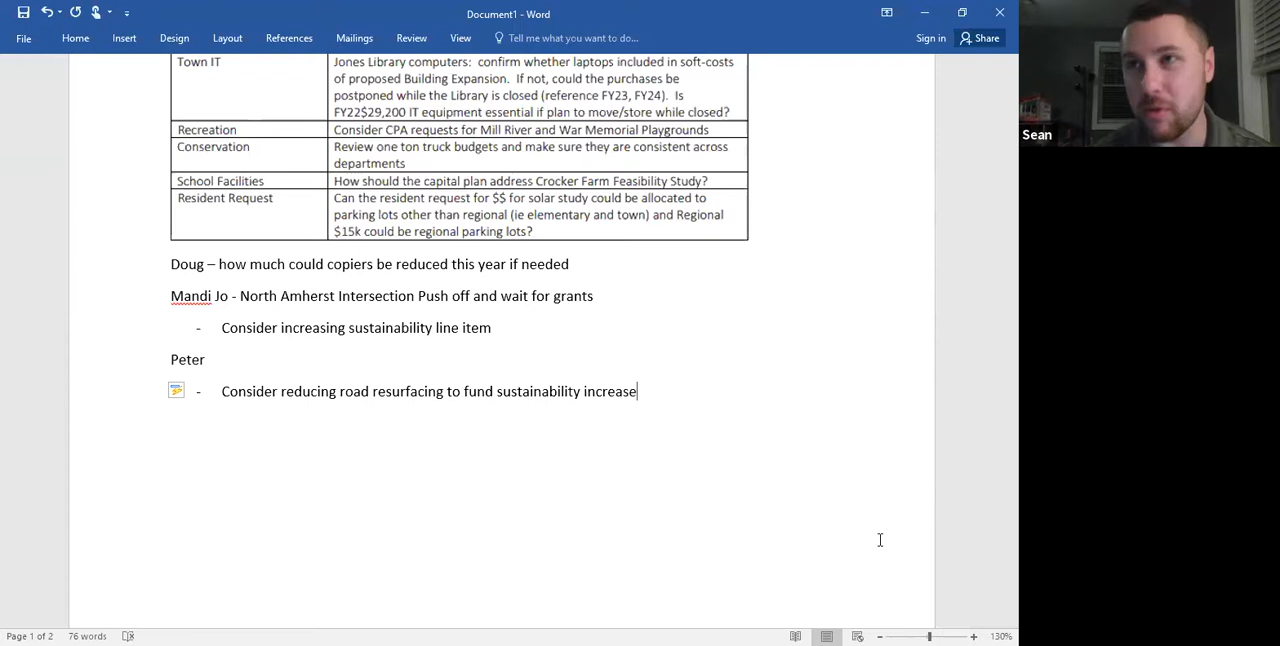 Document1 - Word
File Home Insert Design Layout References Mailings Review View Tell me what you want to do... Sign in Share
Town IT
Jones Library computers: confirm whether laptops included in soft-costs
of proposed Building Expansion. If not, could the purchases be
postponed while the Library is closed (reference FY23, FY24). Is
FY22$29,200 IT equipment essential if plan to move/store while closed?
Recreation
Consider CPA requests for Mill River and War Memorial Playgrounds
Conservation
Review one ton truck budgets and make sure they are consistent across
departments
School Facilities
How should the capital plan address Crocker Farm Feasibility Study?
Resident Request
Can the resident request for $$ for solar study could be allocated to
parking lots other than regional (ie elementary and town) and Regional
$15k could be regional parking lots?
Doug – how much could copiers be reduced this year if needed
Mandi Jo - North Amherst Intersection Push off and wait for grants
- Consider increasing sustainability line item
Peter
- Consider reducing road resurfacing to fund sustainability increase
Page 1 of 2 76 words 130%
Sean